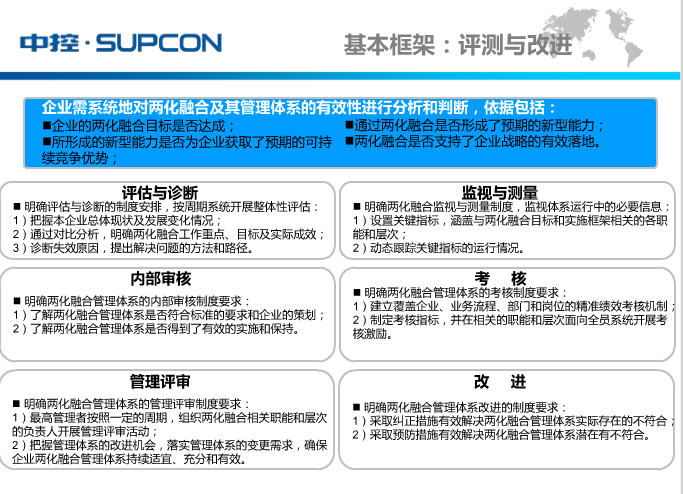 中控·SUPCON
基本框架：评测与改进
企业需系统地对两化融合及其管理体系的有效性进行分析和判断，依据包括：
■企业的两化融合目标是否达成；
■所形成的新型能力是否为企业获取了预期的可持
续竞争优势；
■通过两化融合是否形成了预期的新型能力；
■两化融合是否支持了企业战略的有效落地。
评估与诊断
■ 明确评估与诊断的制度安排，按周期系统开展整体性评估：
1）把握本企业总体现状及发展变化情况；
2）通过对比分析，明确两化融合工作重点、目标及实际成效；
3）诊断失效原因，提出解决问题的方法和路径。
监视与测量
■ 明确两化融合监视与测量制度，监视体系运行中的必要信息：
1）设置关键指标，涵盖与两化融合目标和实施框架相关的各职
能和层次；
2）动态跟踪关键指标的运行情况。
内部审核
■ 明确两化融合管理体系的内部审核制度要求：
1）了解两化融合管理体系是否符合标准的要求和企业的策划；
2）了解两化融合管理体系是否得到了有效的实施和保持。
考 核
■ 明确两化融合管理体系的考核制度要求：
1）建立覆盖企业、业务流程、部门和岗位的精准绩效考核机制；
2）制定考核指标，并在相关的职能和层次面向全员系统开展考
核激励。
管理评审
■ 明确两化融合管理体系的管理评审制度要求：
1）最高管理者按照一定的周期，组织两化融合相关职能和层次
的负责人开展管理评审活动；
2）把握管理体系的改进机会，落实管理体系的变更需求，确保
企业两化融合管理体系持续适宜、充分和有效。
改 进
■ 明确两化融合管理体系改进的制度要求：
1）采取纠正措施有效解决两化融合管理体系实际存在的不符合；
2）采取预防措施有效解决两化融合管理体系潜在有不符合。